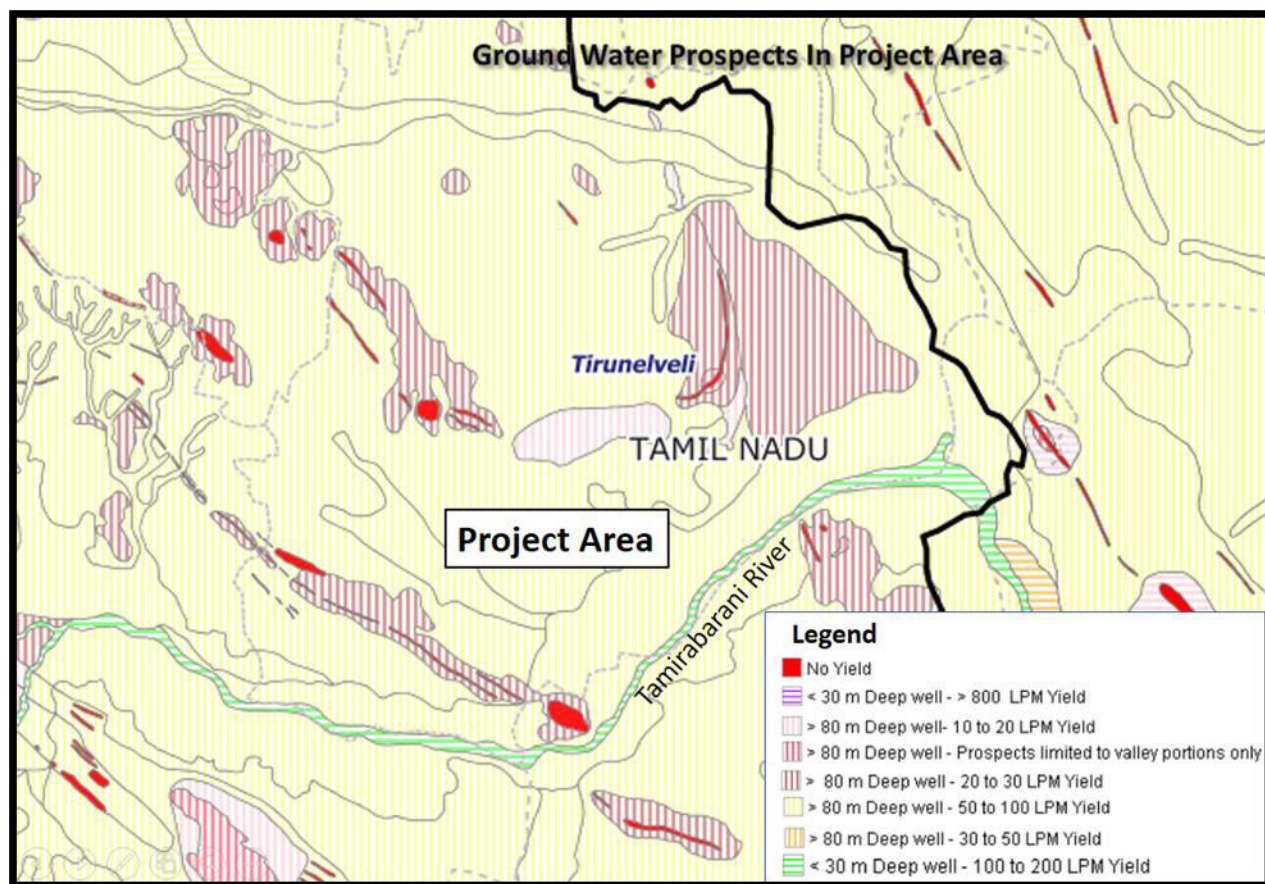 Ground Water Prospects In Project Area
Tirunelveli
TAMIL NADU
Project Area
Tamirabarani River
Legend
No Yield
< 30 m Deep well - > 800 LPM Yield
> 80 m Deep well- 10 to 20 LPM Yield
> 80 m Deep well - Prospects limited to valley portions only
> 80 m Deep well - 20 to 30 LPM Yield
> 80 m Deep well - 50 to 100 LPM Yield
> 80 m Deep well - 30 to 50 LPM Yield
< 30 m Deep well - 100 to 200 LPM Yield